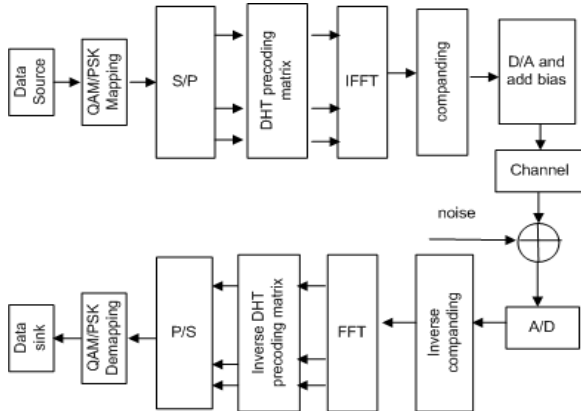 Data
Source
QAM/PSK
Mapping
S/P
DHT precoding
matrix
IFFT
companding
D/A and
add bias
Channel
noise
A/D
Inverse
companding
FFT
Inverse DHT
precoding matrix
P/S
QAM/PSK
Demapping
Data
sink